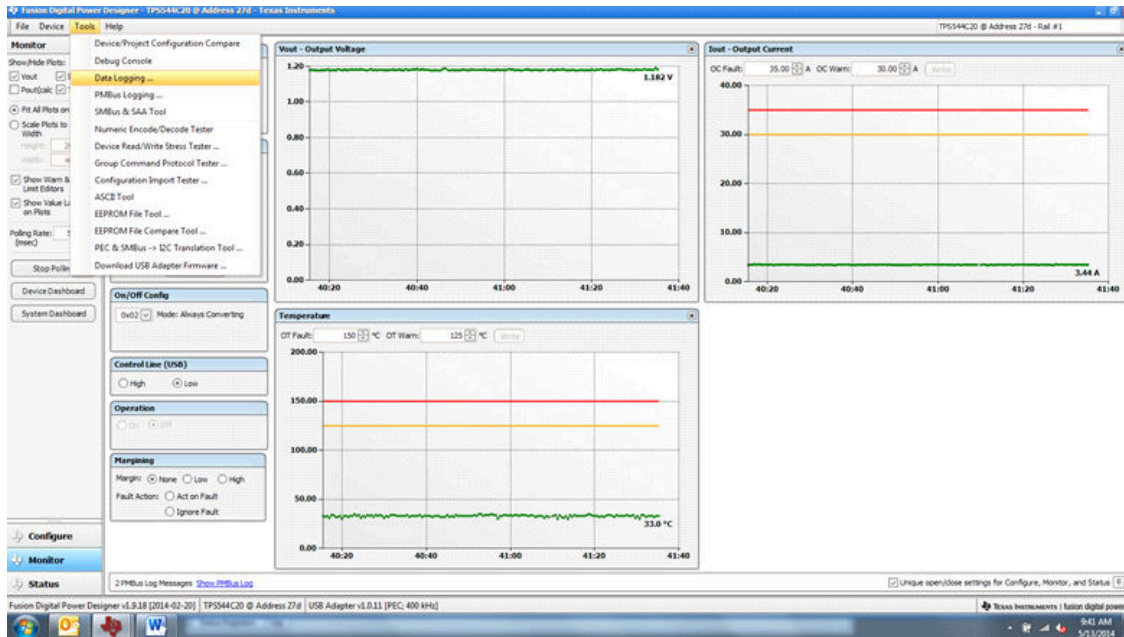 Fusion Digital Power Designer - TPS544C20 @ Address 27d - Texas Instruments
File Device Tools Help
TPS544C20 @ Address 27d - Rail #1
Monitor
Show/Hide Plots:
Vout
Pout(calc
Fit All Plots on
Scale Plots to
Width
Height:
Width:
Show Warn &
Limit Editors
Show Value La
on Plots
Polling Rate:
(msec)
Stop Pollin
Device Dashboard
System Dashboard
Device/Project Configuration Compare
Debug Console
Data Logging ...
PMBus Logging ...
SMBus & SAA Tool
Numeric Encode/Decode Tester
Device Read/Write Stress Tester ...
Group Command Protocol Tester ...
Configuration Import Tester ...
ASCII Tool
EEPROM File Tool ...
EEPROM File Compare Tool ...
PEC & SMBus -> I2C Translation Tool ...
Download USB Adapter Firmware ...
On/Off Config
0x02 Mode: Always Converting
Control Line (USB)
High Low
Operation
On Off
Margining
Margin: None Low High
Fault Action: Act on Fault
Ignore Fault
Vout - Output Voltage
1.20
1.182 V
1.00
0.80
0.60
0.40
0.20
0.00
40:20 40:40 41:00 41:20 41:40
Iout - Output Current
OC Fault: 35.00 A OC Warn: 30.00 A Write
40.00
30.00
20.00
10.00
3.44 A
0.00
40:20 40:40 41:00 41:20 41:40
Temperature
OT Fault: 150 °C OT Warn: 125 °C Write
200.00
150.00
100.00
50.00
33.0 °C
0.00
40:20 40:40 41:00 41:20 41:40
Configure
Monitor
Status
2 PMBus Log Messages Show PMBus Log
Unique open/close settings for Configure, Monitor, and Status
Fusion Digital Power Designer v1.9.18 [2014-02-20] TPS544C20 @ Address 27d USB Adapter v1.0.11 [PEC; 400 kHz]
TEXAS INSTRUMENTS | fusion digital power
9:41 AM
5/13/2014